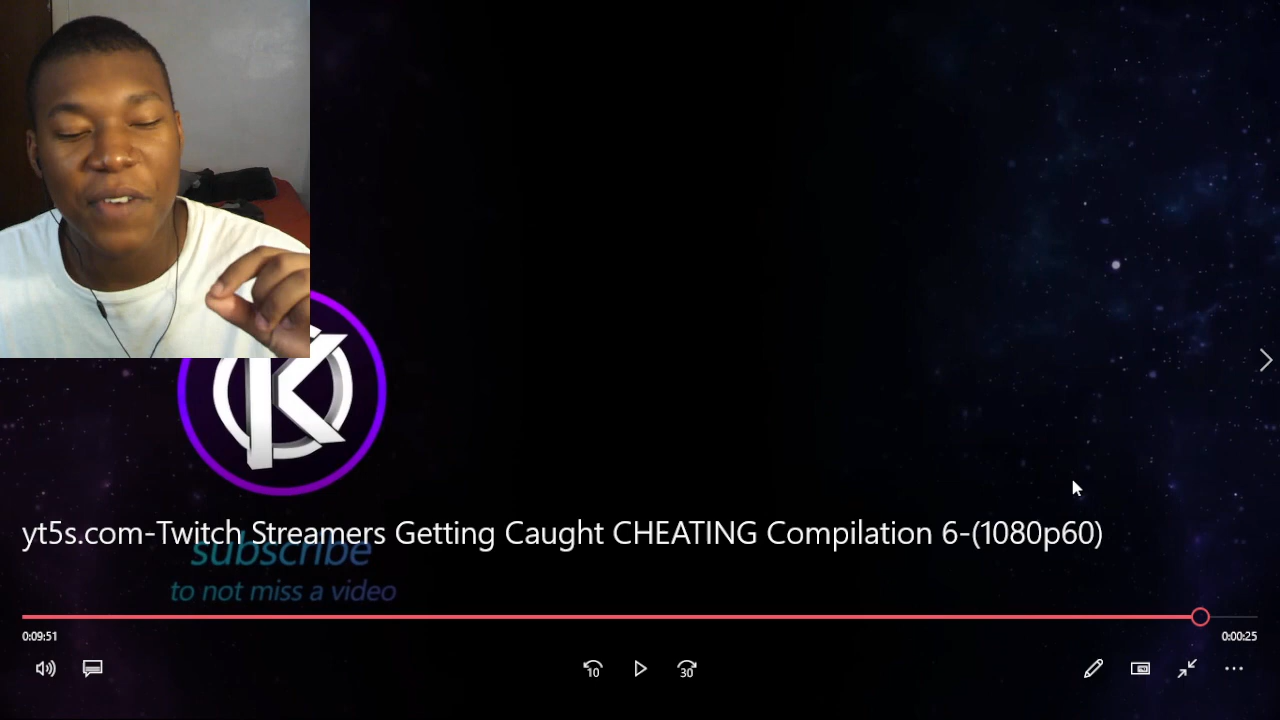 yt5s.com-Twitch Streamers Getting Caught CHEATING Compilation 6-(1080p60)
subscribe
to not miss a video
0:09:51
0:00:25
10
30